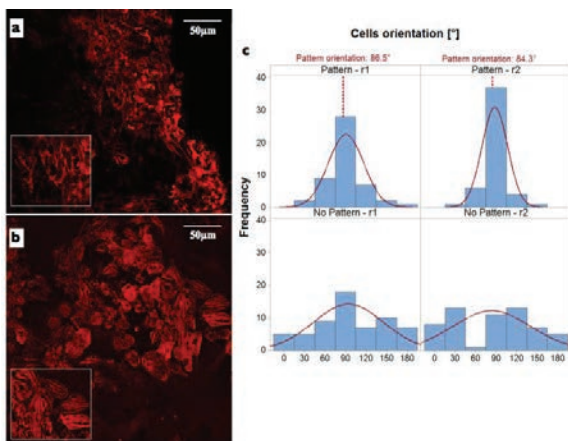 a
50µm
b
50µm
Cells orientation [°]
c
Pattern orientation: 86.5°
Pattern orientation: 84.3°
Pattern - r1
Pattern - r2
40
30
20
10
0
Frequency
No Pattern - r1
No Pattern - r2
40
30
20
10
0
0 30 60 90 120 150 180
0 30 60 90 120 150 180